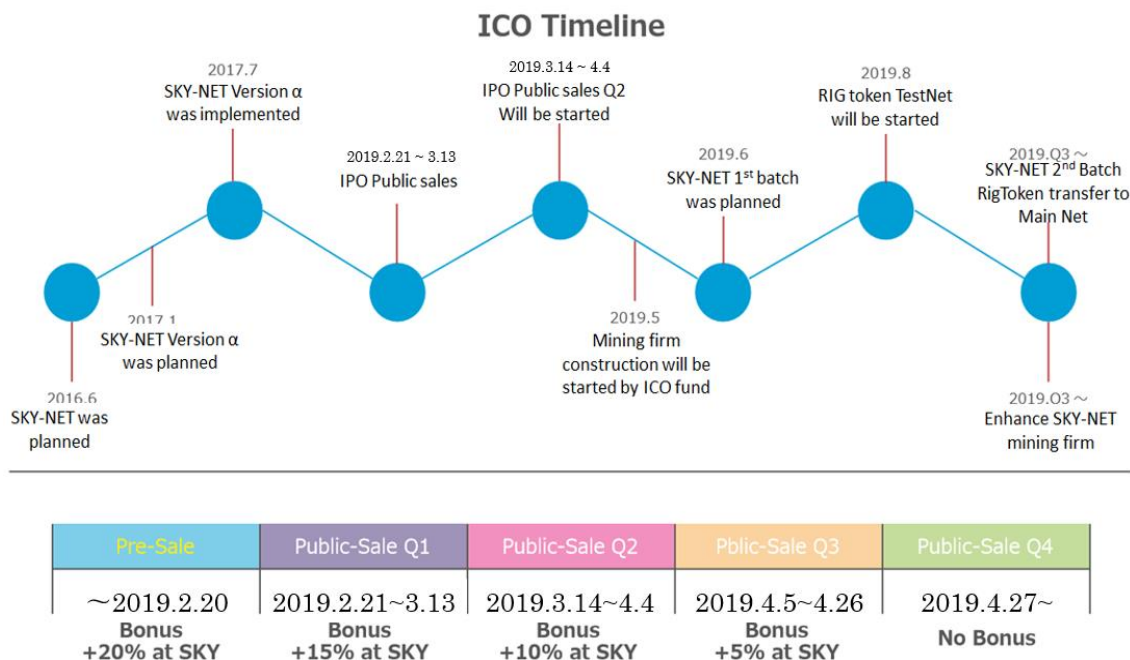 ICO Timeline
2017.7
SKY-NET Version α
was implemented
2019.3.14 ~ 4.4
IPO Public sales Q2
Will be started
2019.8
RIG token TestNet
will be started
2019.2.21 ~ 3.13
IPO Public sales
2019.6
SKY-NET 1st batch
was planned
2019.Q3 ～
SKY-NET 2nd Batch
RigToken transfer to
Main Net
2017.1
SKY-NET Version α
was planned
2019.5
Mining firm
construction will be
started by ICO fund
2016.6
SKY-NET was
planned
2019.Q3 ～
Enhance SKY-NET
mining firm
Pre-Sale
Public-Sale Q1
Public-Sale Q2
Pblic-Sale Q3
Public-Sale Q4
～2019.2.20
2019.2.21~3.13
2019.3.14~4.4
2019.4.5~4.26
2019.4.27~
Bonus
+20% at SKY
Bonus
+15% at SKY
Bonus
+10% at SKY
Bonus
+5% at SKY
No Bonus